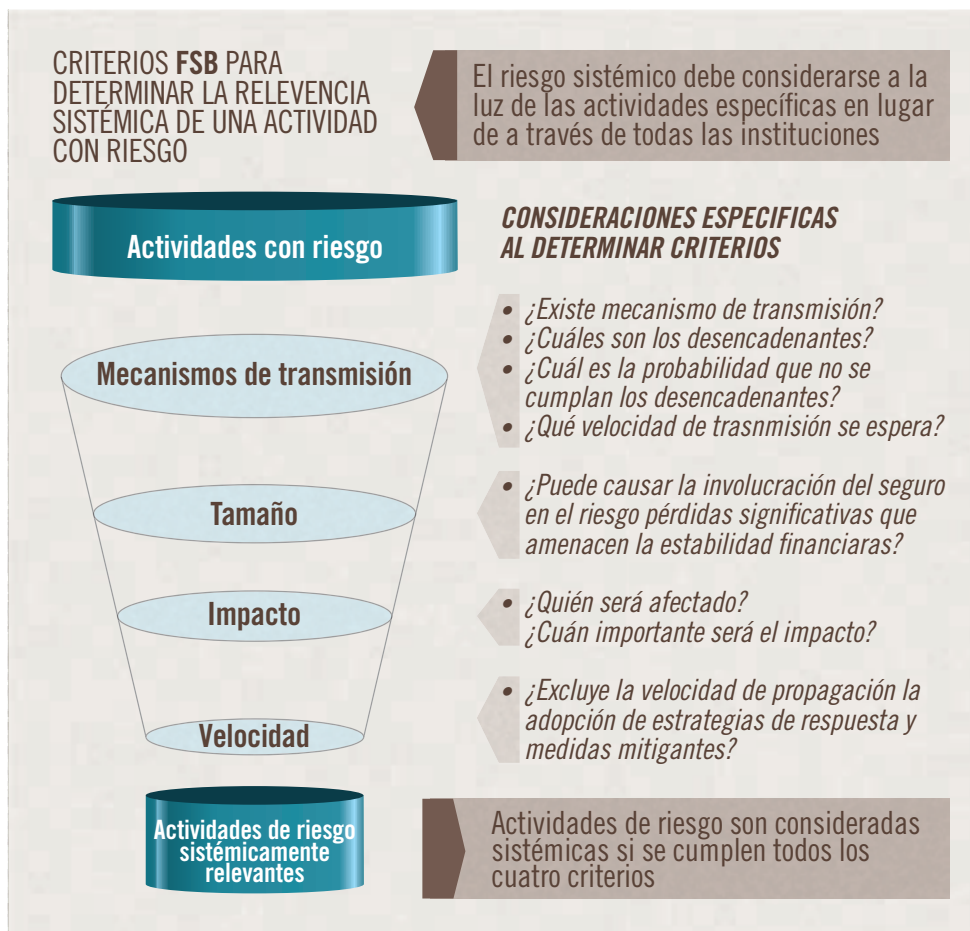 CRITERIOS FSB PARA
DETERMINAR LA RELEVENCIA
SISTÉMICA DE UNA ACTIVIDAD
CON RIESGO
El riesgo sistémico debe considerarse a la
luz de las actividades específicas en lugar
de a través de todas las instituciones
Actividades con riesgo
CONSIDERACIONES ESPECIFICAS
AL DETERMINAR CRITERIOS
Mecanismos de transmisión
• ¿Existe mecanismo de transmisión?
• ¿Cuáles son los desencadenantes?
• ¿Cuál es la probabilidad que no se
cumplan los desencadenantes?
• ¿Qué velocidad de trasnmisión se espera?
Tamaño
• ¿Puede causar la involucración del seguro
en el riesgo pérdidas significativas que
amenacen la estabilidad financiaras?
Impacto
• ¿Quién será afectado?
¿Cuán importante será el impacto?
Velocidad
• ¿Excluye la velocidad de propagación la
adopción de estrategias de respuesta y
medidas mitigantes?
Actividades de riesgo
sistémicamente
relevantes
Actividades de riesgo son consideradas
sistémicas si se cumplen todos los
cuatro criterios